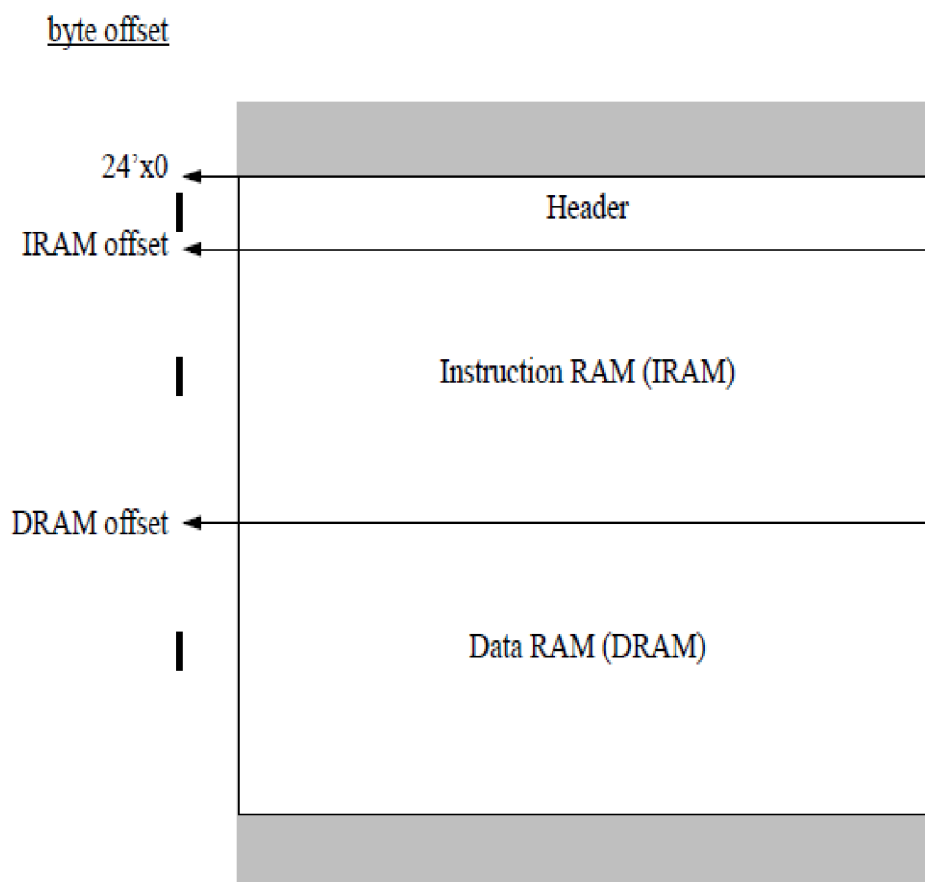 byte offset
24’x0
Header
IRAM offset
Instruction RAM (IRAM)
DRAM offset
Data RAM (DRAM)